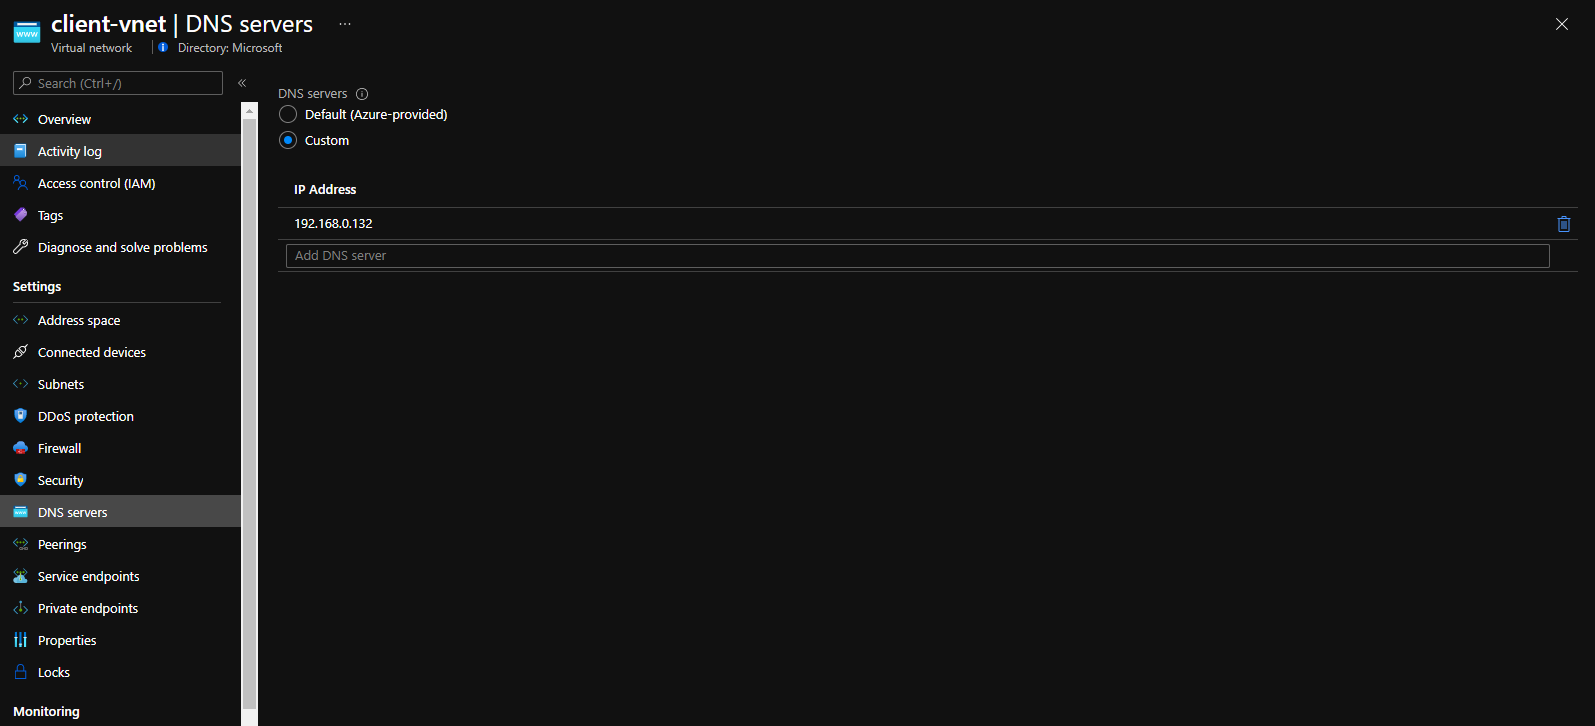 client-vnet | DNS servers ...
Virtual network
Directory: Microsoft
Search (Ctrl+/)
«
Overview
Activity log
Access control (IAM)
Tags
Diagnose and solve problems
Settings
Address space
Connected devices
Subnets
DDoS protection
Firewall
Security
DNS servers
Peerings
Service endpoints
Private endpoints
Properties
Locks
Monitoring
DNS servers
Default (Azure-provided)
Custom
IP Address
192.168.0.132
Add DNS server